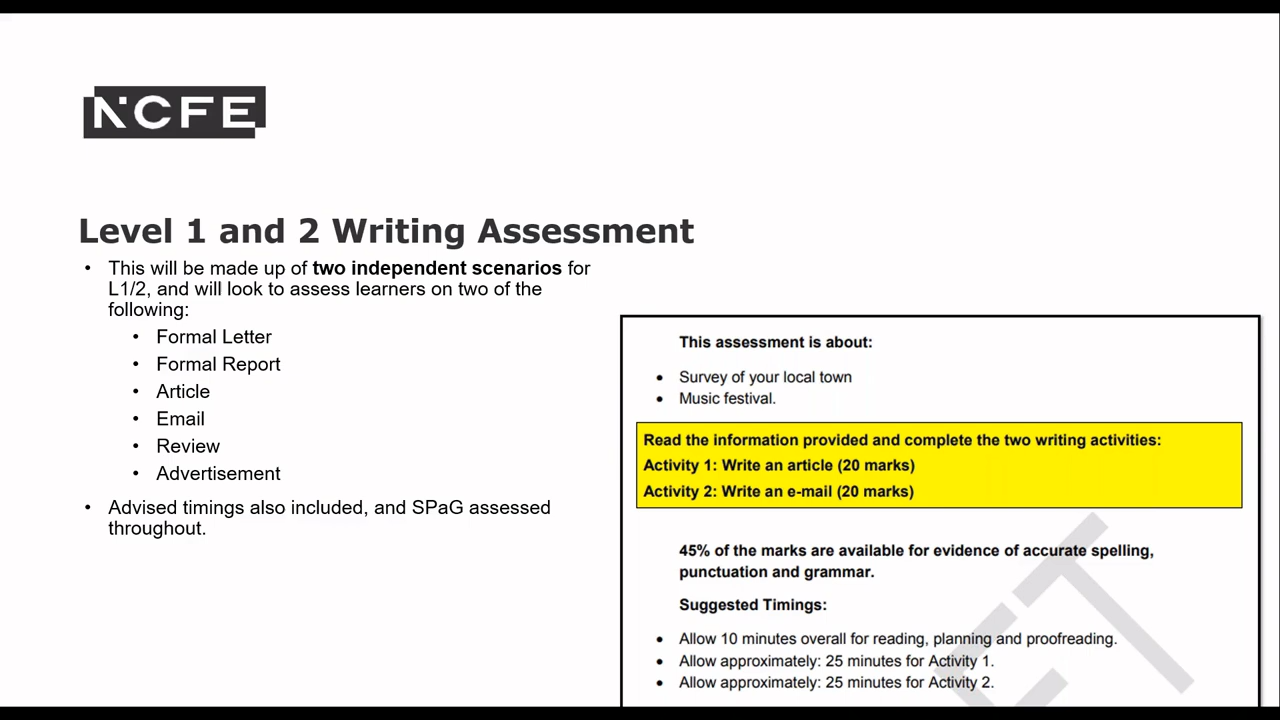 NCFE
Level 1 and 2 Writing Assessment
• This will be made up of two independent scenarios for
L1/2, and will look to assess learners on two of the
following:
• Formal Letter
• Formal Report
• Article
• Email
• Review
• Advertisement
• Advised timings also included, and SPaG assessed
throughout.
This assessment is about:
• Survey of your local town
• Music festival.
Read the information provided and complete the two writing activities:
Activity 1: Write an article (20 marks)
Activity 2: Write an e-mail (20 marks)
45% of the marks are available for evidence of accurate spelling,
punctuation and grammar.
Suggested Timings:
• Allow 10 minutes overall for reading, planning and proofreading.
• Allow approximately: 25 minutes for Activity 1.
• Allow approximately: 25 minutes for Activity 2.